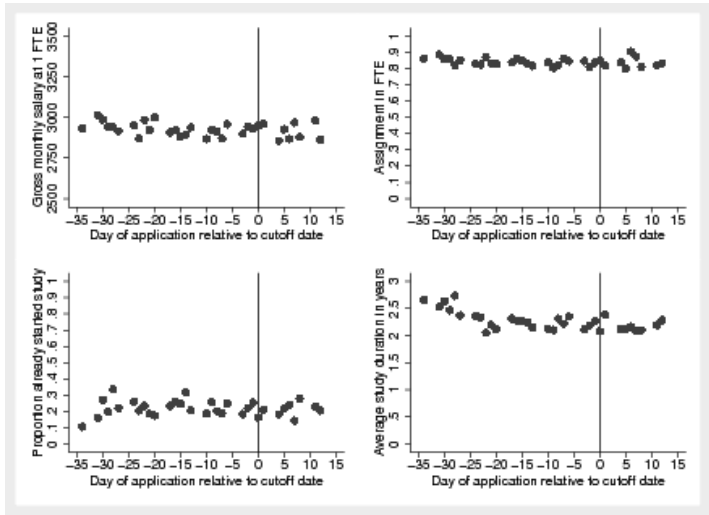 Gross monthly salary at 1 FTE
3500
3250
3000
2750
2500
−35 −30 −25 −20 −15 −10 −5 0 5 10 15
Day of application relative to cutoff date
Assignment in FTE
1
.9
.8
.7
.6
.5
.4
.3
.2
.1
0
−35 −30 −25 −20 −15 −10 −5 0 5 10 15
Day of application relative to cutoff date
Proportion already started study
1
.9
.8
.7
.6
.5
.4
.3
.2
.1
0
−35 −30 −25 −20 −15 −10 −5 0 5 10 15
Day of application relative to cutoff date
Average study duration in years
3
2.5
2
1.5
1
.5
0
−35 −30 −25 −20 −15 −10 −5 0 5 10 15
Day of application relative to cutoff date